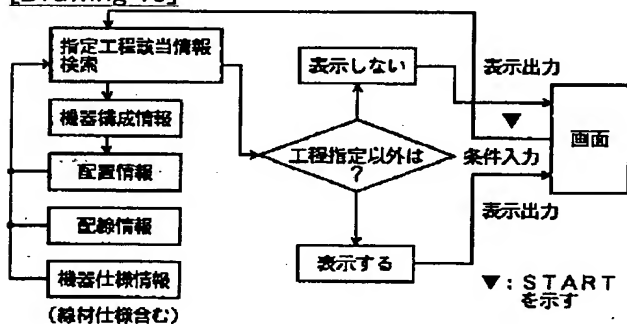 指定工程該当情報
検索
機器構成情報
配置情報
配線情報
機器仕様情報
(線材仕様含む)
表示しない
工程指定以外は
?
表示する
表示出力
▼
条件入力
表示出力
画面
▼:START
を示す